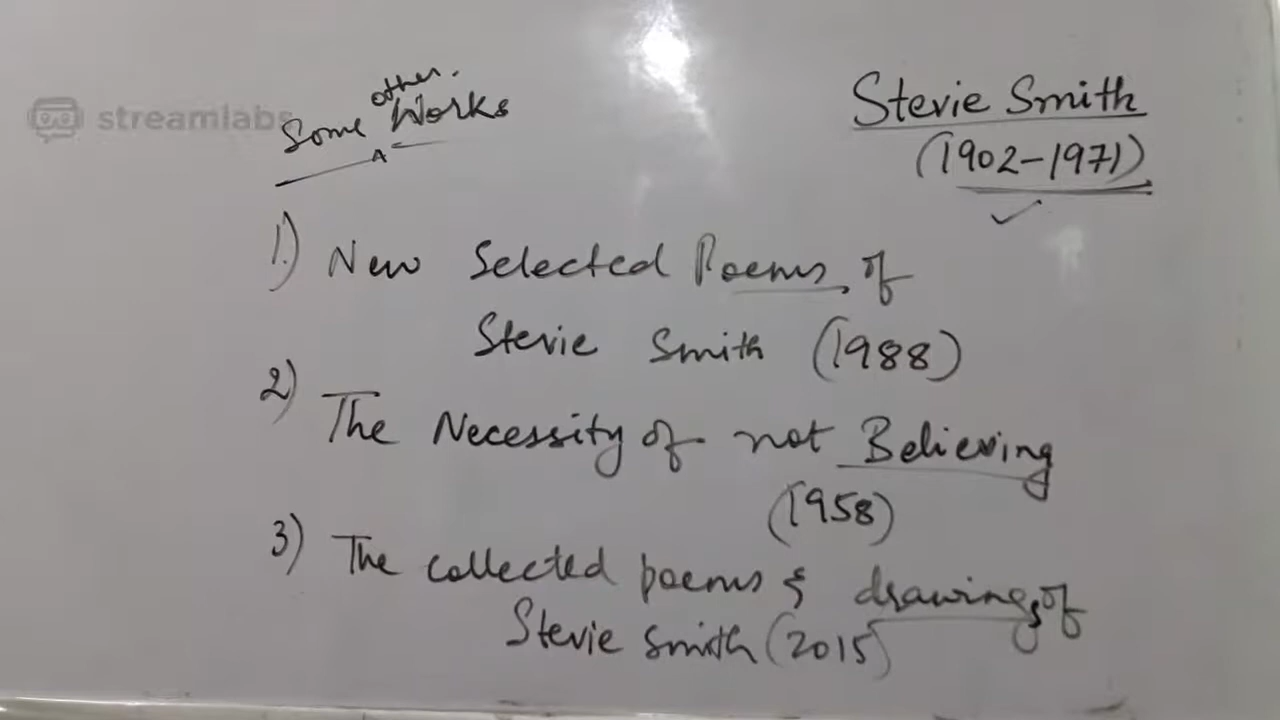 streamlabs
Some other Works
Stevie Smith
(1902-1971)
1.) New Selected Poems of
Stevie Smith (1988)
2) The Necessity of not Believing
(1958)
3) The collected poems & drawings of
Stevie Smith (2015)